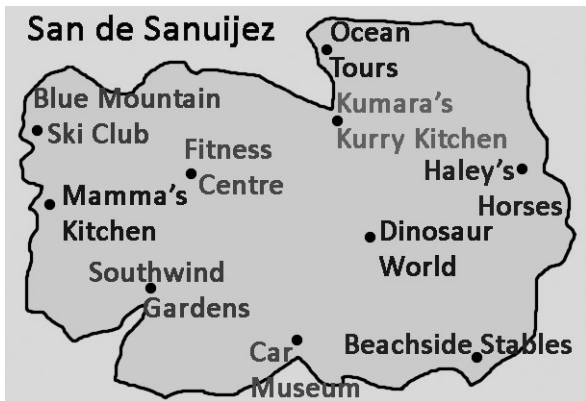 San de Sanuijez
Ocean
Tours
Blue Mountain
Ski Club
Kumara's
Kurry Kitchen
Fitness
Centre
Haley's
Horses
Mamma's
Kitchen
Dinosaur
World
Southwind
Gardens
Car
Museum
Beachside Stables